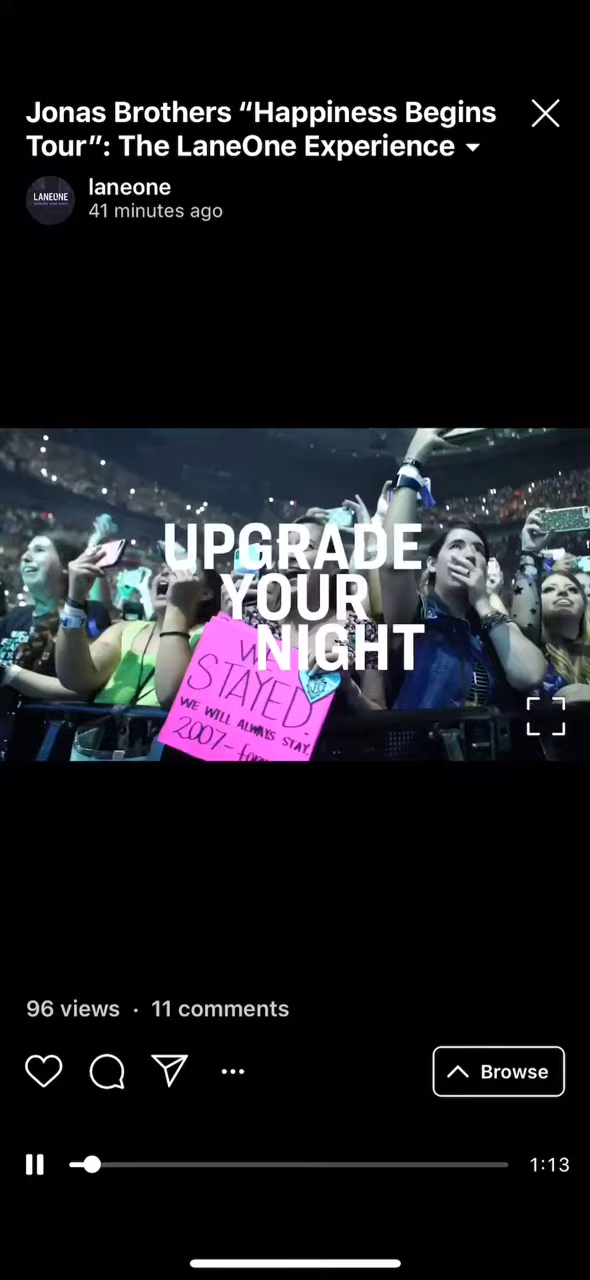 Jonas Brothers “Happiness Begins
Tour”: The LaneOne Experience
laneone
41 minutes ago
LANEONE
UPGRADE
YOUR
NIGHT
WE
STAYED.
WE WILL ALWAYS STAY.
2007-
96 views · 11 comments
Browse
1:13